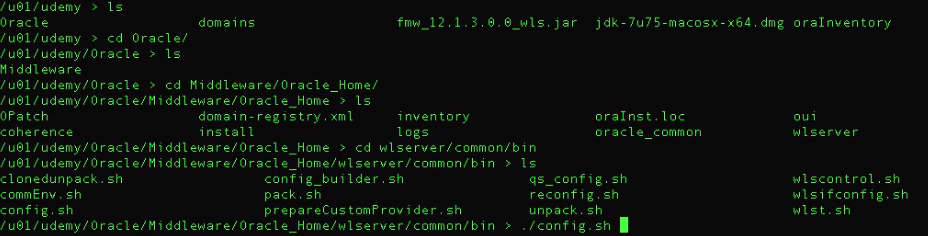 /u01/udemy > ls
Oracle domains fmw_12.1.3.0.0_wls.jar jdk-7u75-macosx-x64.dmg oraInventory
/u01/udemy > cd Oracle/
/u01/udemy/Oracle > ls
Middleware
/u01/udemy/Oracle > cd Middleware/Oracle_Home/
/u01/udemy/Oracle/Middleware/Oracle_Home > ls
OPatch domain-registry.xml inventory oraInst.loc oui
coherence install logs oracle_common wlserver
/u01/udemy/Oracle/Middleware/Oracle_Home > cd wlserver/common/bin
/u01/udemy/Oracle/Middleware/Oracle_Home/wlserver/common/bin > ls
clonedunpack.sh config_builder.sh qs_config.sh wlscontrol.sh
commEnv.sh pack.sh reconfig.sh wlsifconfig.sh
config.sh prepareCustomProvider.sh unpack.sh wlst.sh
/u01/udemy/Oracle/Middleware/Oracle_Home/wlserver/common/bin > ./config.sh